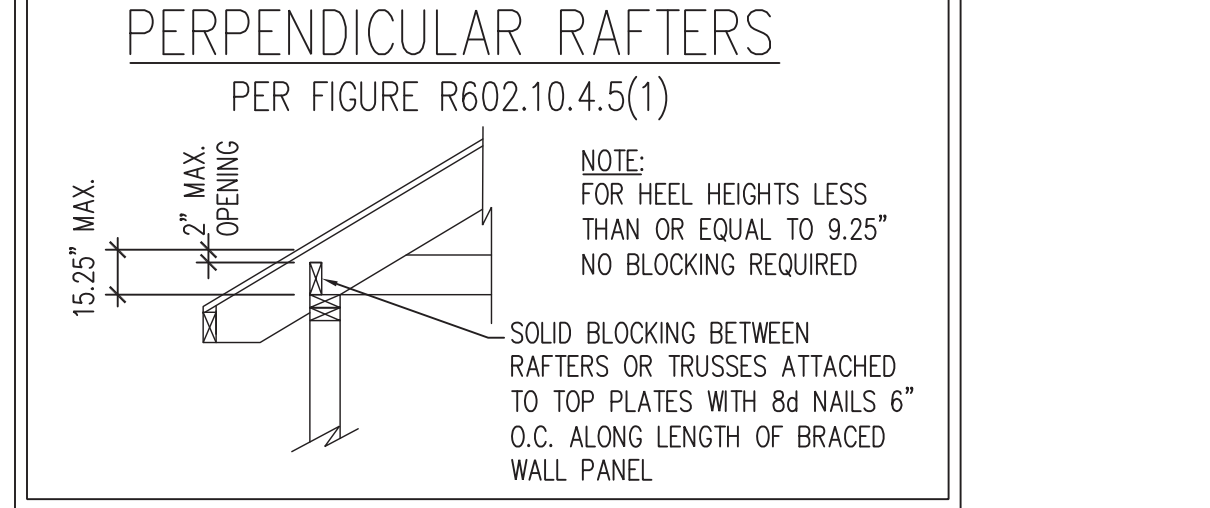 PERPENDICULAR RAFTERS
PER FIGURE R602.10.4.5(1)
15.25” MAX.
2” MAX.
OPENING
NOTE:
FOR HEEL HEIGHTS LESS
THAN OR EQUAL TO 9.25”
NO BLOCKING REQUIRED
SOLID BLOCKING BETWEEN
RAFTERS OR TRUSSES ATTACHED
TO TOP PLATES WITH 8d NAILS 6”
O.C. ALONG LENGTH OF BRACED
WALL PANEL